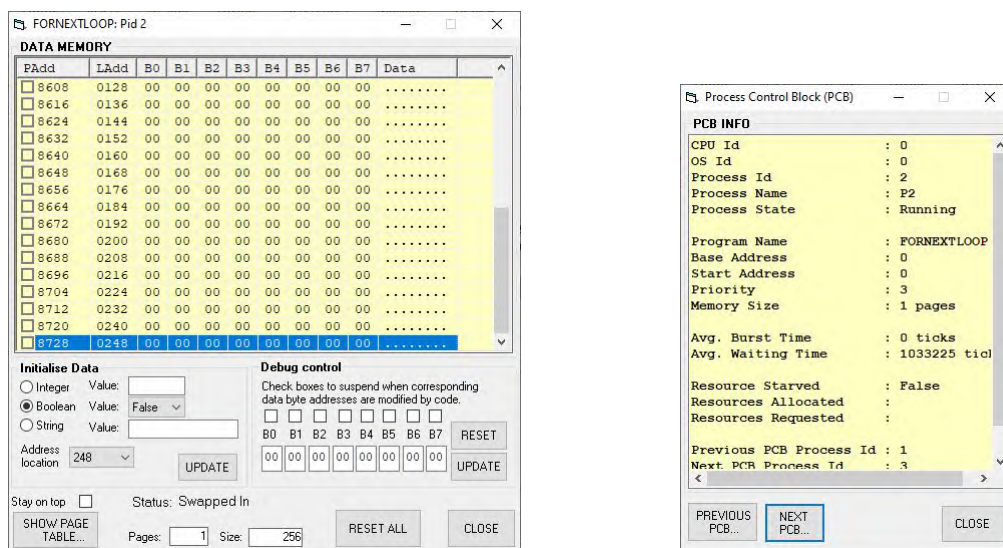 FORNEXTLOOP: Pid 2
DATA MEMORY
PAdd LAdd B0 B1 B2 B3 B4 B5 B6 B7 Data
8608 0128 00 00 00 00 00 00 00 00 ........
8616 0136 00 00 00 00 00 00 00 00 ........
8624 0144 00 00 00 00 00 00 00 00 ........
8632 0152 00 00 00 00 00 00 00 00 ........
8640 0160 00 00 00 00 00 00 00 00 ........
8648 0168 00 00 00 00 00 00 00 00 ........
8656 0176 00 00 00 00 00 00 00 00 ........
8664 0184 00 00 00 00 00 00 00 00 ........
8672 0192 00 00 00 00 00 00 00 00 ........
8680 0200 00 00 00 00 00 00 00 00 ........
8688 0208 00 00 00 00 00 00 00 00 ........
8696 0216 00 00 00 00 00 00 00 00 ........
8704 0224 00 00 00 00 00 00 00 00 ........
8712 0232 00 00 00 00 00 00 00 00 ........
8720 0240 00 00 00 00 00 00 00 00 ........
8728 0248 00 00 00 00 00 00 00 00 ........
Initialise Data
Integer Value:
Boolean Value: False
String Value:
Address
location 248
UPDATE
Debug control
Check boxes to suspend when corresponding
data byte addresses are modified by code.
B0 B1 B2 B3 B4 B5 B6 B7 RESET
00 00 00 00 00 00 00 00 UPDATE
Stay on top Status: Swapped In
SHOW PAGE
TABLE...
Pages: 1 Size: 256
RESET ALL CLOSE
Process Control Block (PCB)
PCB INFO
CPU Id : 0
OS Id : 0
Process Id : 2
Process Name : P2
Process State : Running
Program Name : FORNEXTLOOP
Base Address : 0
Start Address : 0
Priority : 3
Memory Size : 1 pages
Avg. Burst Time : 0 ticks
Avg. Waiting Time : 1033225 tic
Resource Starved : False
Resources Allocated :
Resources Requested :
Previous PCB Process Id : 1
Next PCB Process Id : 3
PREVIOUS
PCB...
NEXT
PCB...
CLOSE